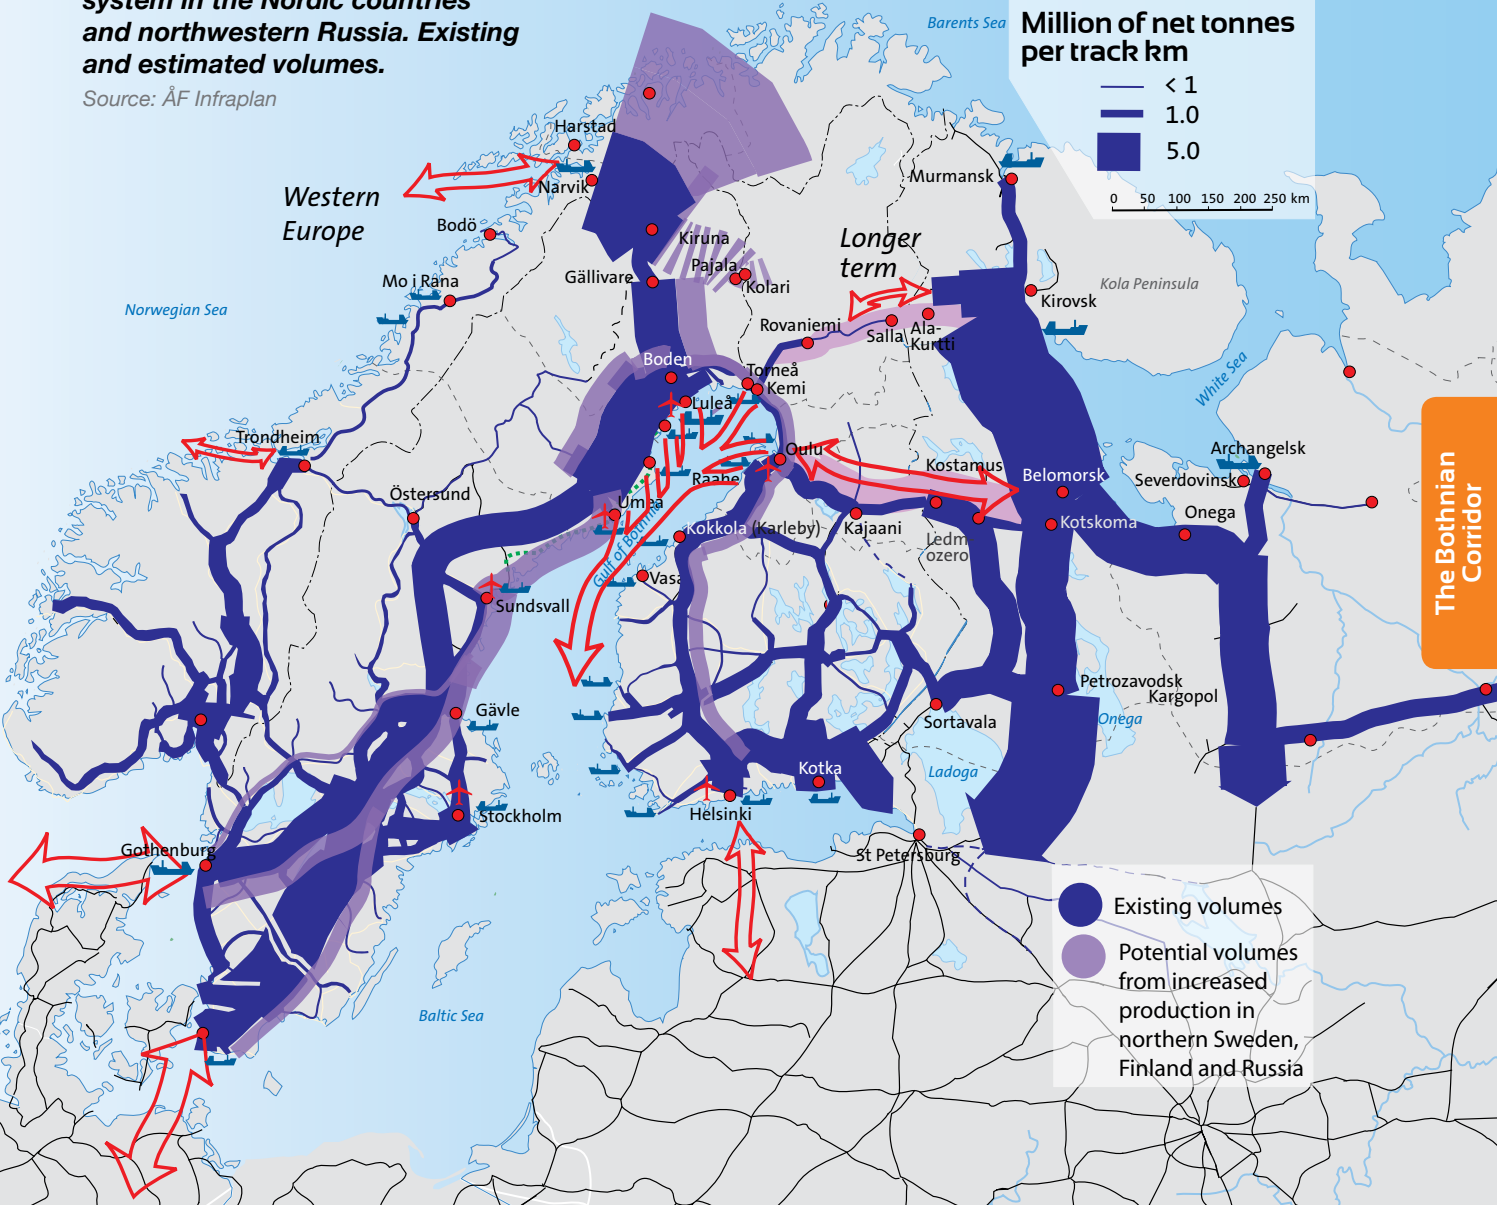 system in the Nordic countries
and northwestern Russia. Existing
and estimated volumes.
Source: ÅF Infraplan
Barents Sea
Million of net tonnes
per track km
< 1
1.0
5.0
0 50 100 150 200 250 km
Harstad
Narvik
Western
Europe
Bodö
Murmansk
Kiruna
Longer
term
Pajala
Kolari
Gällivare
Mo i Rana
Kola Peninsula
Kirovsk
Norwegian Sea
Rovaniemi
Salla
Ala-
Kurtti
Boden
Torneå
Kemi
White Sea
Luleå
Trondheim
Oulu
Archangelsk
Kostamus
Belomorsk
Severdovinsk
Raahe
Östersund
Umeå
Onega
Kokkola (Karleby)
Kajaani
Kotskoma
Ledm
ozero
Gulf of Bothnia
Vasa
Sundsvall
The Bothnian
Corridor
Petrozavodsk
Kargopol
Gävle
Sortavala
Onega
Ladoga
Kotka
Stockholm
Helsinki
Gothenburg
St Petersburg
Existing volumes
Potential volumes
from increased
production in
northern Sweden,
Finland and Russia
Baltic Sea